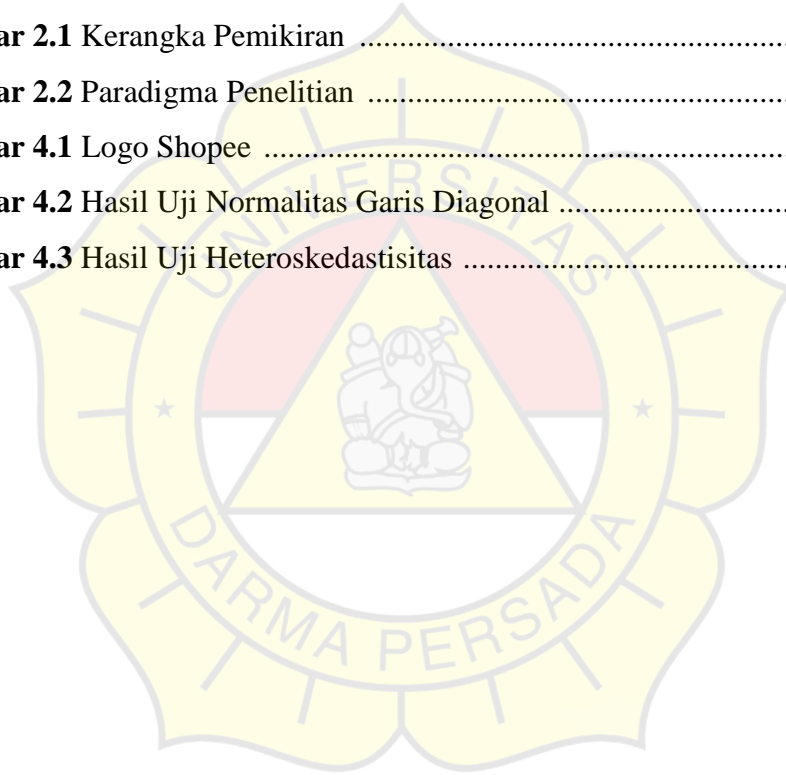 ar 2.1 Kerangka Pemikiran ................................................................
ar 2.2 Paradigma Penelitian ...............................................................
ar 4.1 Logo Shopee ..............................................................................
ar 4.2 Hasil Uji Normalitas Garis Diagonal ..................................
ar 4.3 Hasil Uji Heteroskedastisitas ................................................
UNIVERSITAS
DARMA PERSADA